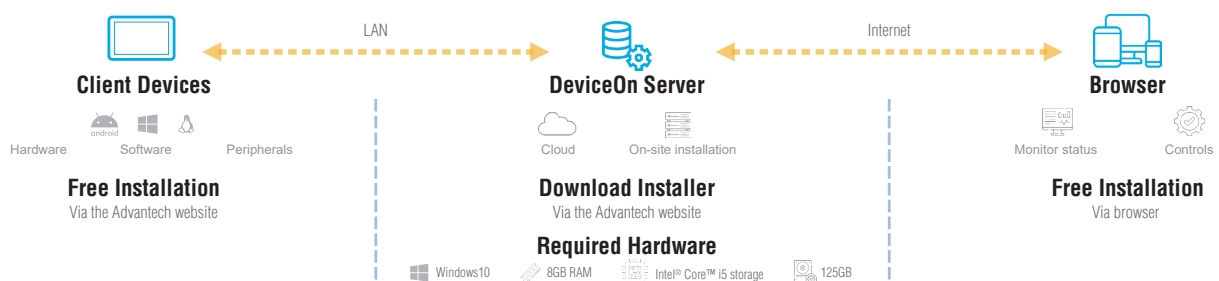 LAN
Internet
Client Devices
DeviceOn Server
Browser
android
Hardware
Software
Peripherals
Cloud
On-site installation
Monitor status
Controls
Free Installation
Via the Advantech website
Download Installer
Via the Advantech website
Free Installation
Via browser
Required Hardware
Windows10
8GB RAM
Intel® Core™ i5 storage
125GB